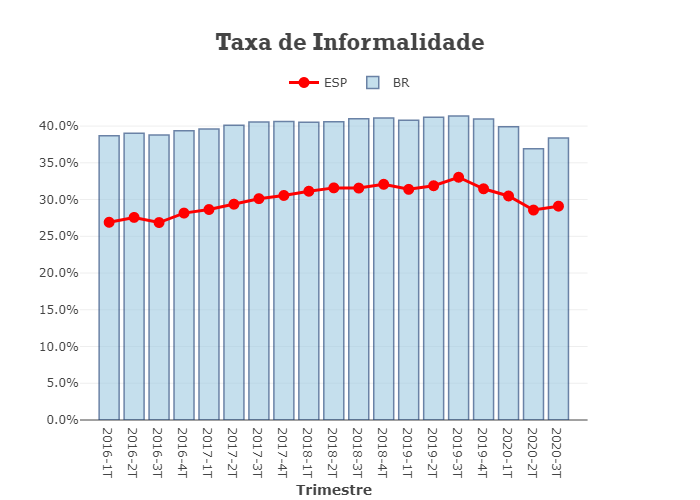 Taxa de Informalidade
ESP BR
40.0%
35.0%
30.0%
25.0%
20.0%
15.0%
10.0%
5.0%
0.0%
2016-1T
2016-2T
2016-3T
2016-4T
2017-1T
2017-2T
2017-3T
2017-4T
2018-1T
2018-2T
2018-3T
2018-4T
2019-1T
2019-2T
2019-3T
2019-4T
2020-1T
2020-2T
2020-3T
Trimestre